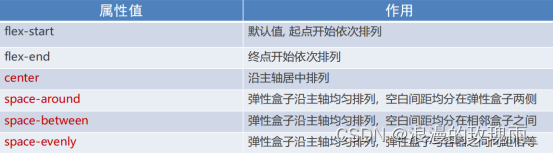 属性值 作用
flex-start 默认值, 起点开始依次排列
flex-end 终点开始依次排列
center 沿主轴居中排列
space-around 弹性盒子沿主轴均匀排列, 空白间距均分在弹性盒子两侧
space-between 弹性盒子沿主轴均匀排列, 空白间距均分在相邻盒子之间
space-evenly 弹性盒子沿主轴均匀排列, 弹性盒子与容器之间间距相等
CSDN @浪漫的玫瑰雨